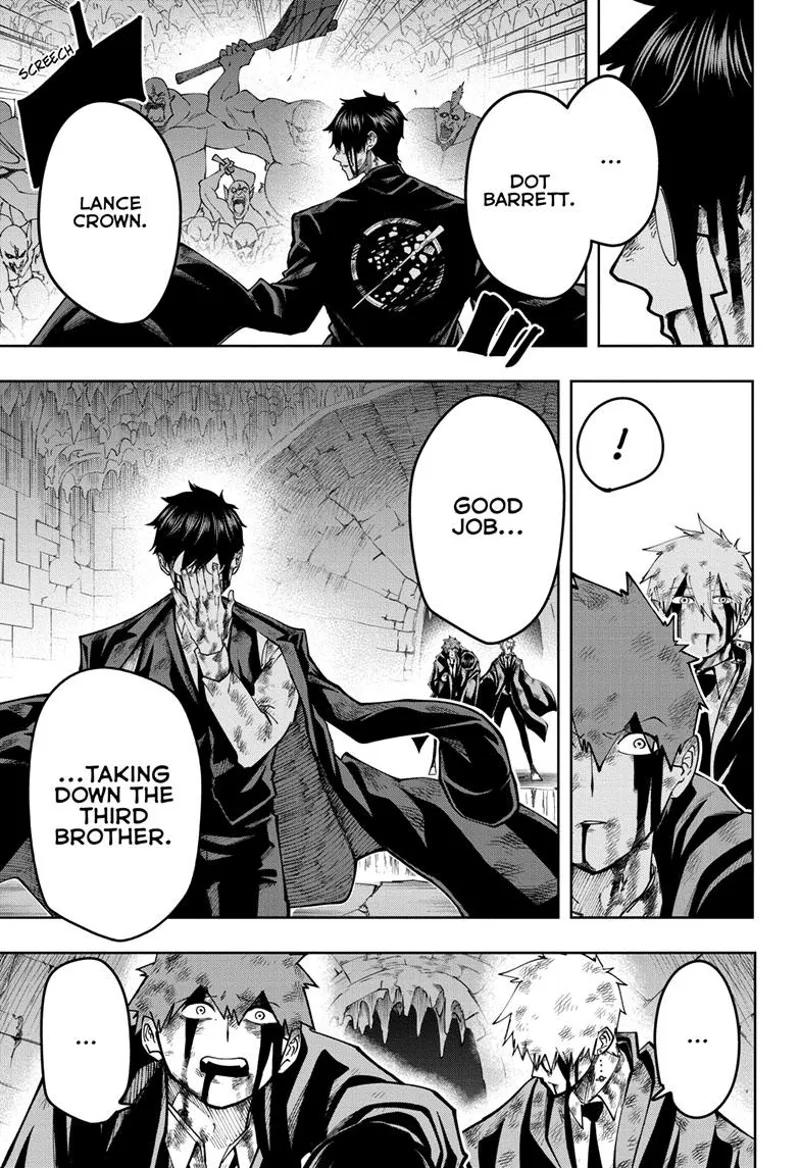 ...
DOT
BARRETT.
SCREECH
LANCE
CROWN.
!
GOOD
JOB...
...TAKING
DOWN THE
THIRD
BROTHER.
...
...